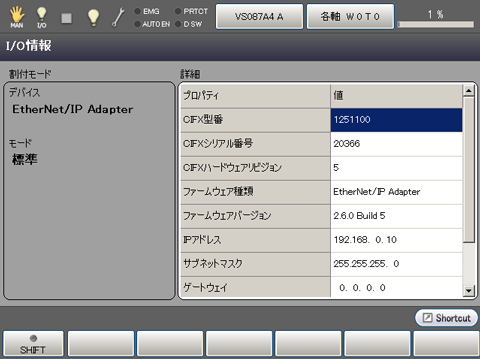 MAN
I/O
EMG
PRTOT
AUTO EN
D SW
VS087A4 A
各軸 W 0 T 0
1 %
I/O情報
割付モード
デバイス
EtherNet/IP Adapter
モード
標準
詳細
プロパティ 値
CIFX型番 1251100
CIFXシリアル番号 20366
CIFXハードウェアリビジョン 5
ファームウェア種類 EtherNet/IP Adapter
ファームウェアバージョン 2.6.0 Build 5
IPアドレス 192.168. 0. 10
サブネットマスク 255.255.255. 0
ゲートウェイ 0. 0. 0. 0
Shortcut
SHIFT